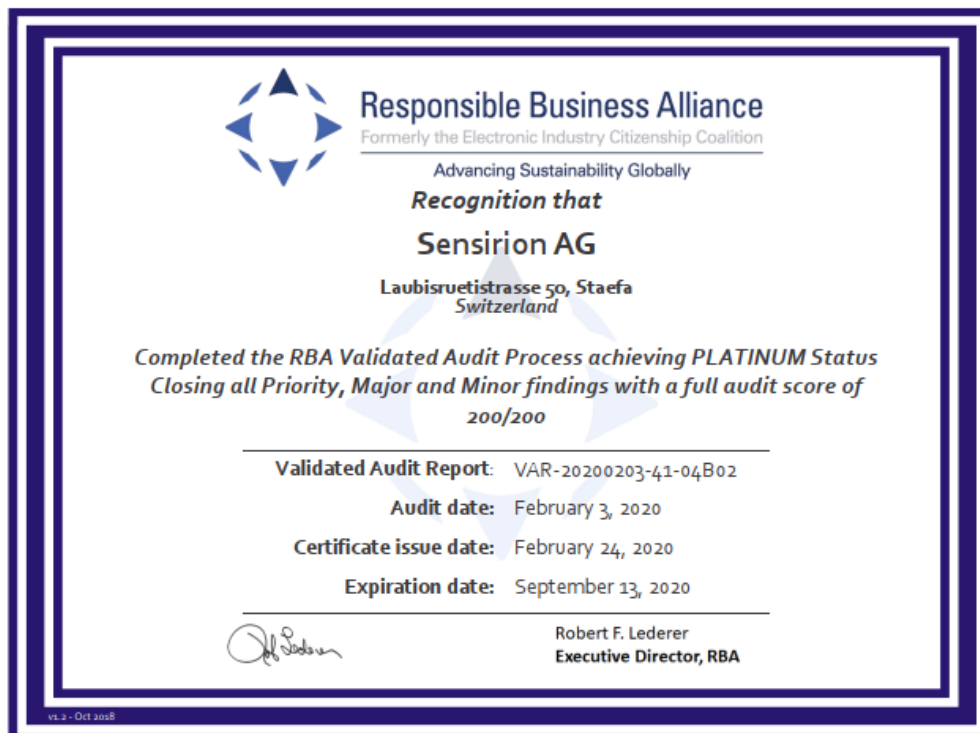 Responsible Business Alliance
Formerly the Electronic Industry Citizenship Coalition
Advancing Sustainability Globally
Recognition that
Sensirion AG
Laubisruetistrasse 50, Staefa
Switzerland
Completed the RBA Validated Audit Process achieving PLATINUM Status
Closing all Priority, Major and Minor findings with a full audit score of
200/200
Validated Audit Report: VAR-20200203-41-04B02
Audit date: February 3, 2020
Certificate issue date: February 24, 2020
Expiration date: September 13, 2020
Robert F. Lederer
Executive Director, RBA
v1.2 - Oct 2018